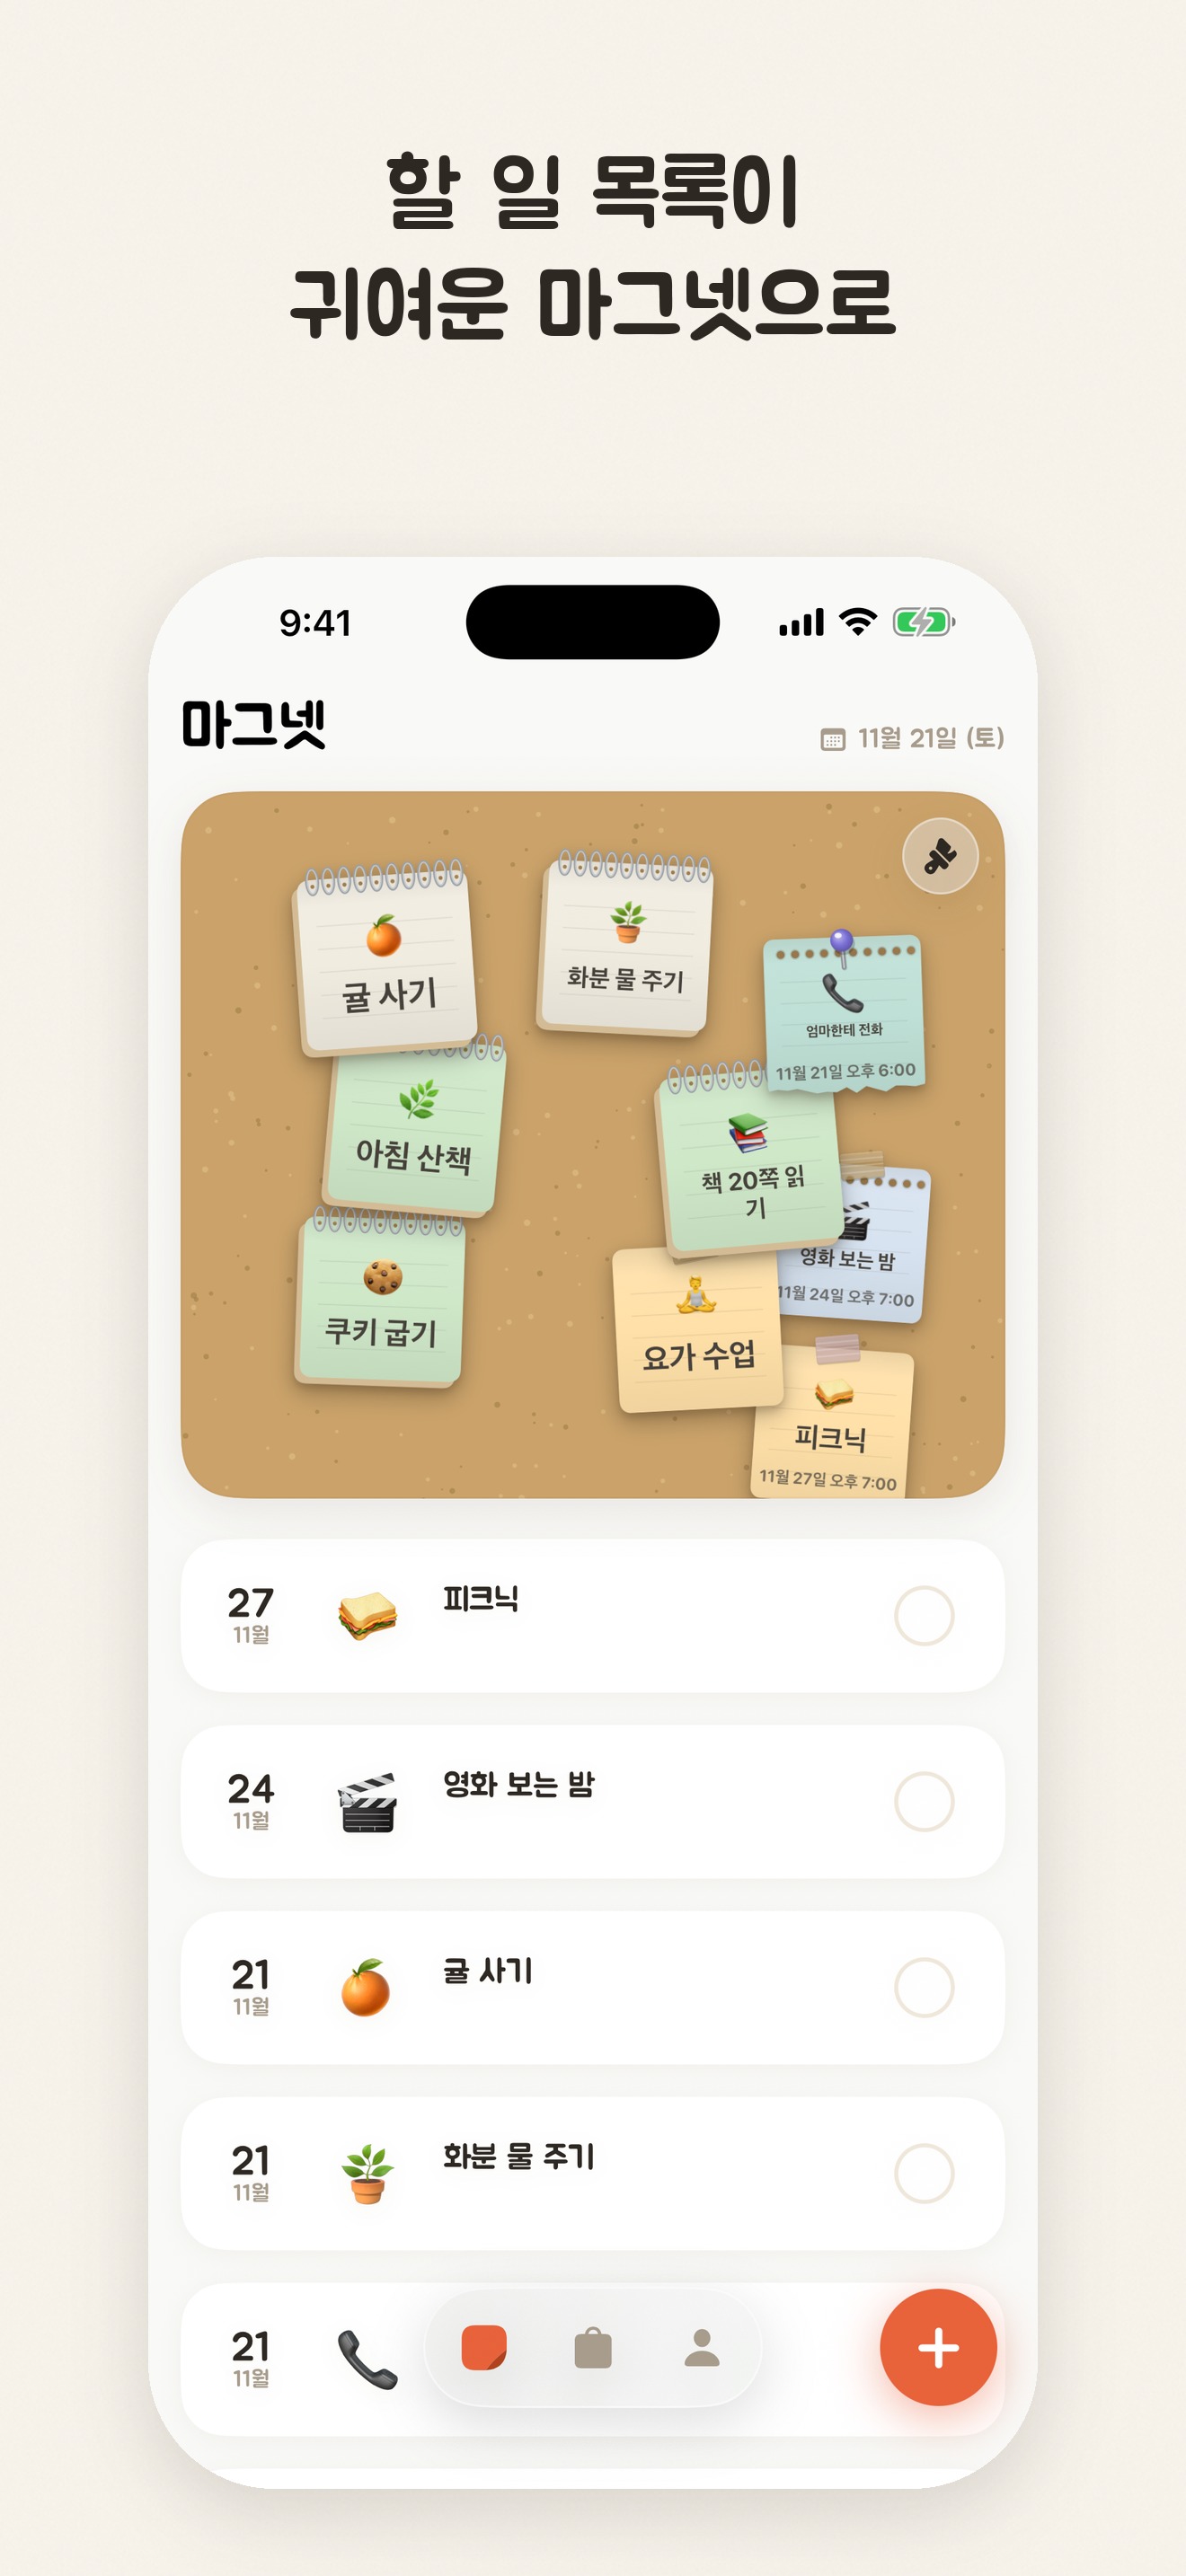 할 일 목록이
귀여운 마그넷으로
9:41
마그넷
11월 21일 (토)
귤 사기
화분 물 주기
엄마한테 전화
11월 21일 오후 6:00
아침 산책
책 20쪽 읽
기
영화 보는 밤
11월 24일 오후 7:00
쿠키 굽기
요가 수업
피크닉
11월 27일 오후 7:00
27
11월
피크닉
24
11월
영화 보는 밤
21
11월
귤 사기
21
11월
화분 물 주기
21
11월